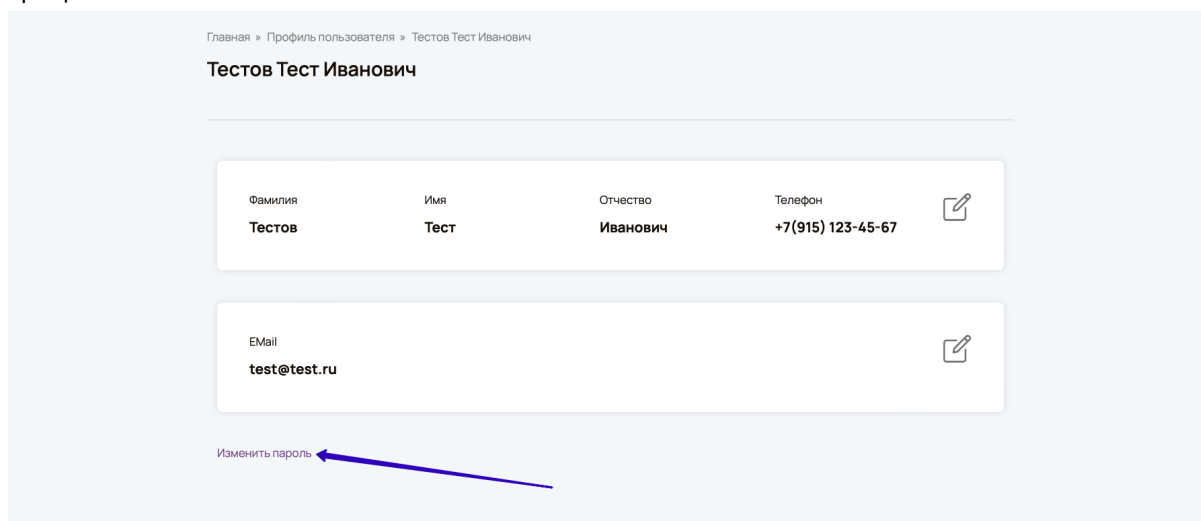 Главная » Профиль пользователя » Тестов Тест Иванович
Тестов Тест Иванович
Фамилия Имя Отчество Телефон
Тестов Тест Иванович +7(915) 123-45-67
EMail
test@test.ru
Изменить пароль